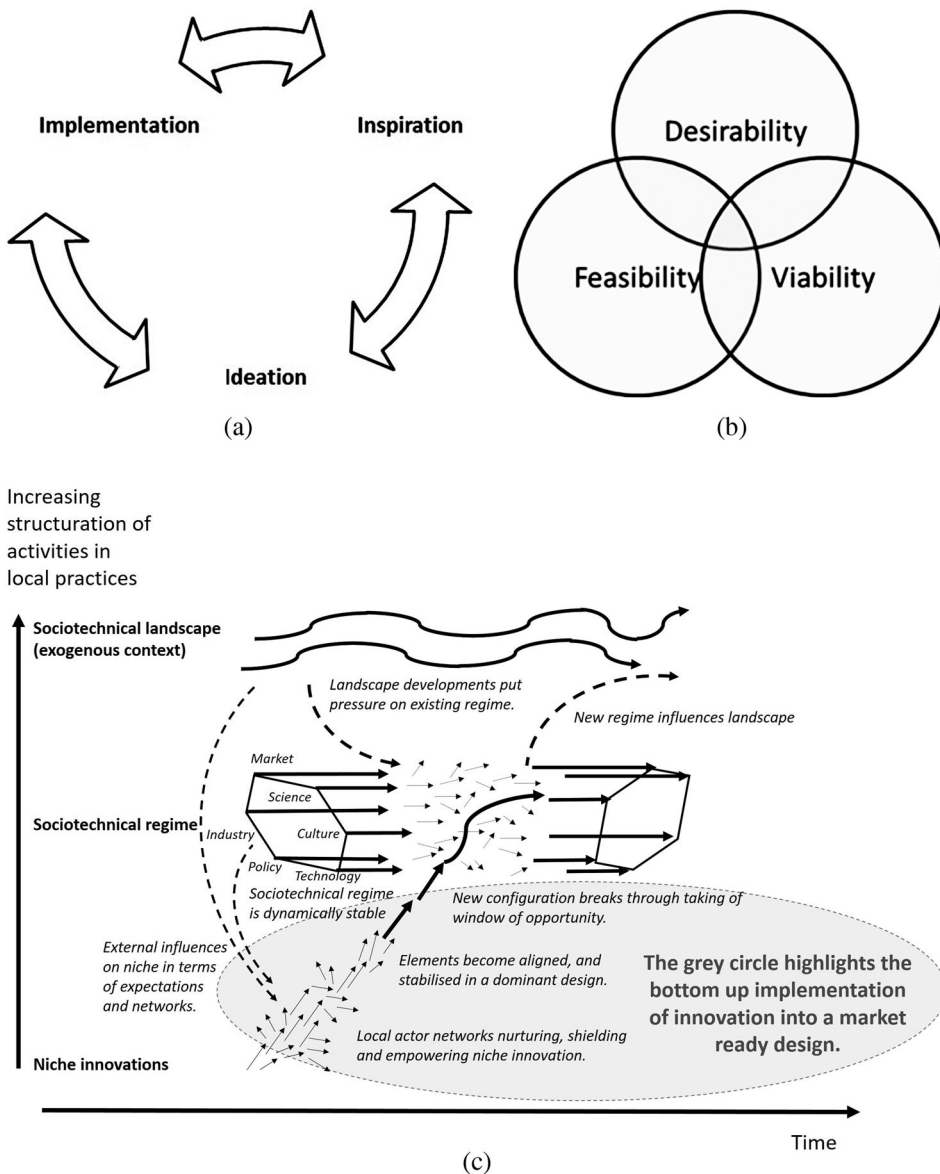 Implementation
Inspiration
Ideation
(a)
Desirability
Feasibility
Viability
(b)
Increasing
structuration of
activities in
local practices
Sociotechnical landscape
(exogenous context)
Landscape developments put
pressure on existing regime.
New regime influences landscape
Market
Science
Sociotechnical regime
Industry
Culture
Policy
Technology
Sociotechnical regime
is dynamically stable
New configuration breaks through taking of
window of opportunity.
External influences
on niche in terms
of expectations
and networks.
Elements become aligned, and
stabilised in a dominant design.
The grey circle highlights the
bottom up implementation
of innovation into a market
ready design.
Local actor networks nurturing, shielding
and empowering niche innovation.
Niche innovations
Time
(c)